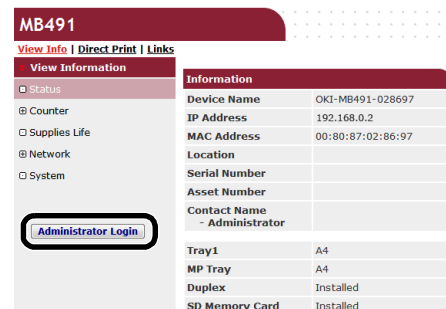 MB491
View Info | Direct Print | Links
View Information
Status
Counter
Supplies Life
Network
System
Administrator Login
Information
Device Name OKI-MB491-028697
IP Address 192.168.0.2
MAC Address 00:80:87:02:86:97
Location
Serial Number
Asset Number
Contact Name
- Administrator
Tray1 A4
MP Tray A4
Duplex Installed
SD Memory Card Installed